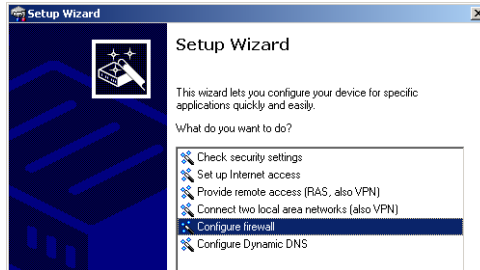 Setup Wizard
Setup Wizard
This wizard lets you configure your device for specific
applications quickly and easily.
What do you want to do?
Check security settings
Set up Internet access
Provide remote access (RAS, also VPN)
Connect two local area networks (also VPN)
Configure firewall
Configure Dynamic DNS